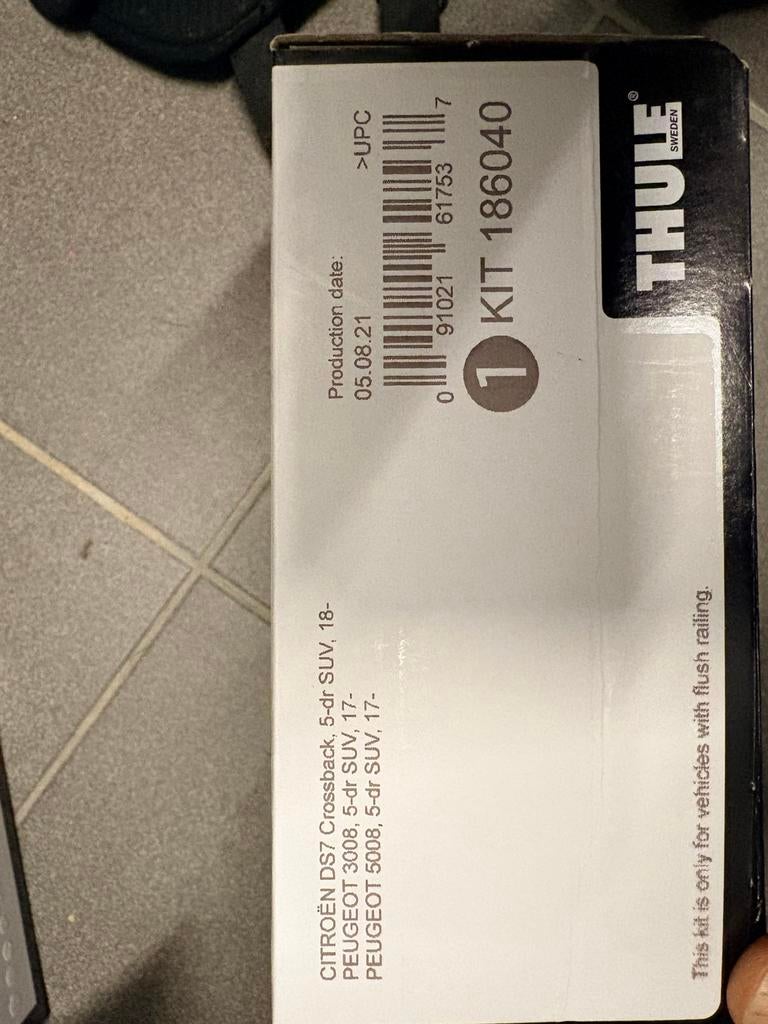 CITROËN DS7 Crossback, 5-dr SUV, 18-
PEUGEOT 3008, 5-dr SUV, 17-
PEUGEOT 5008, 5-dr SUV, 17-
Production date:
05.08.21
>UPC
0 91021 61753 7
1 KIT 186040
THULE®
SWEDEN
This kit is only for vehicles with flush railing.